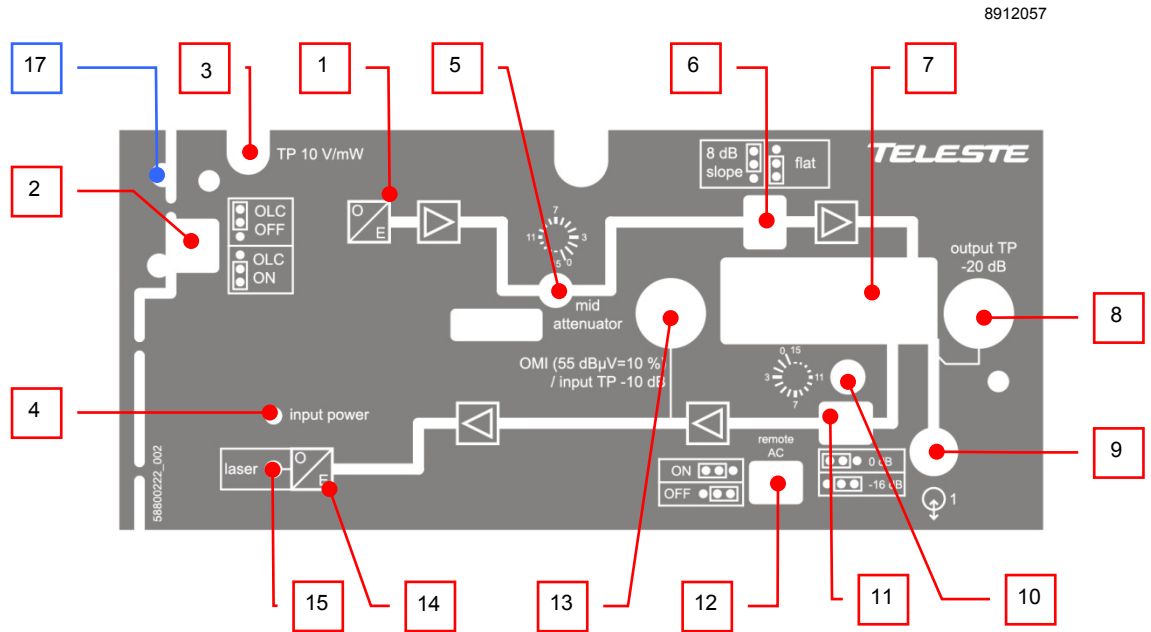 8912057
17
3
1
5
6
7
TP 10 V/mW
8 dB
slope
flat
TELESTE
2
OLC
OFF
OLC
ON
O
E
7
11
3
15
0
mid
attenuator
output TP
-20 dB
8
OMI (55 dBµV=10 %)
/ input TP -10 dB
0
15
3
11
7
4
input power
remote
AC
ON
OFF
0 dB
-16 dB
9
1
laser
O
E
58800222_002
15
14
13
12
11
10